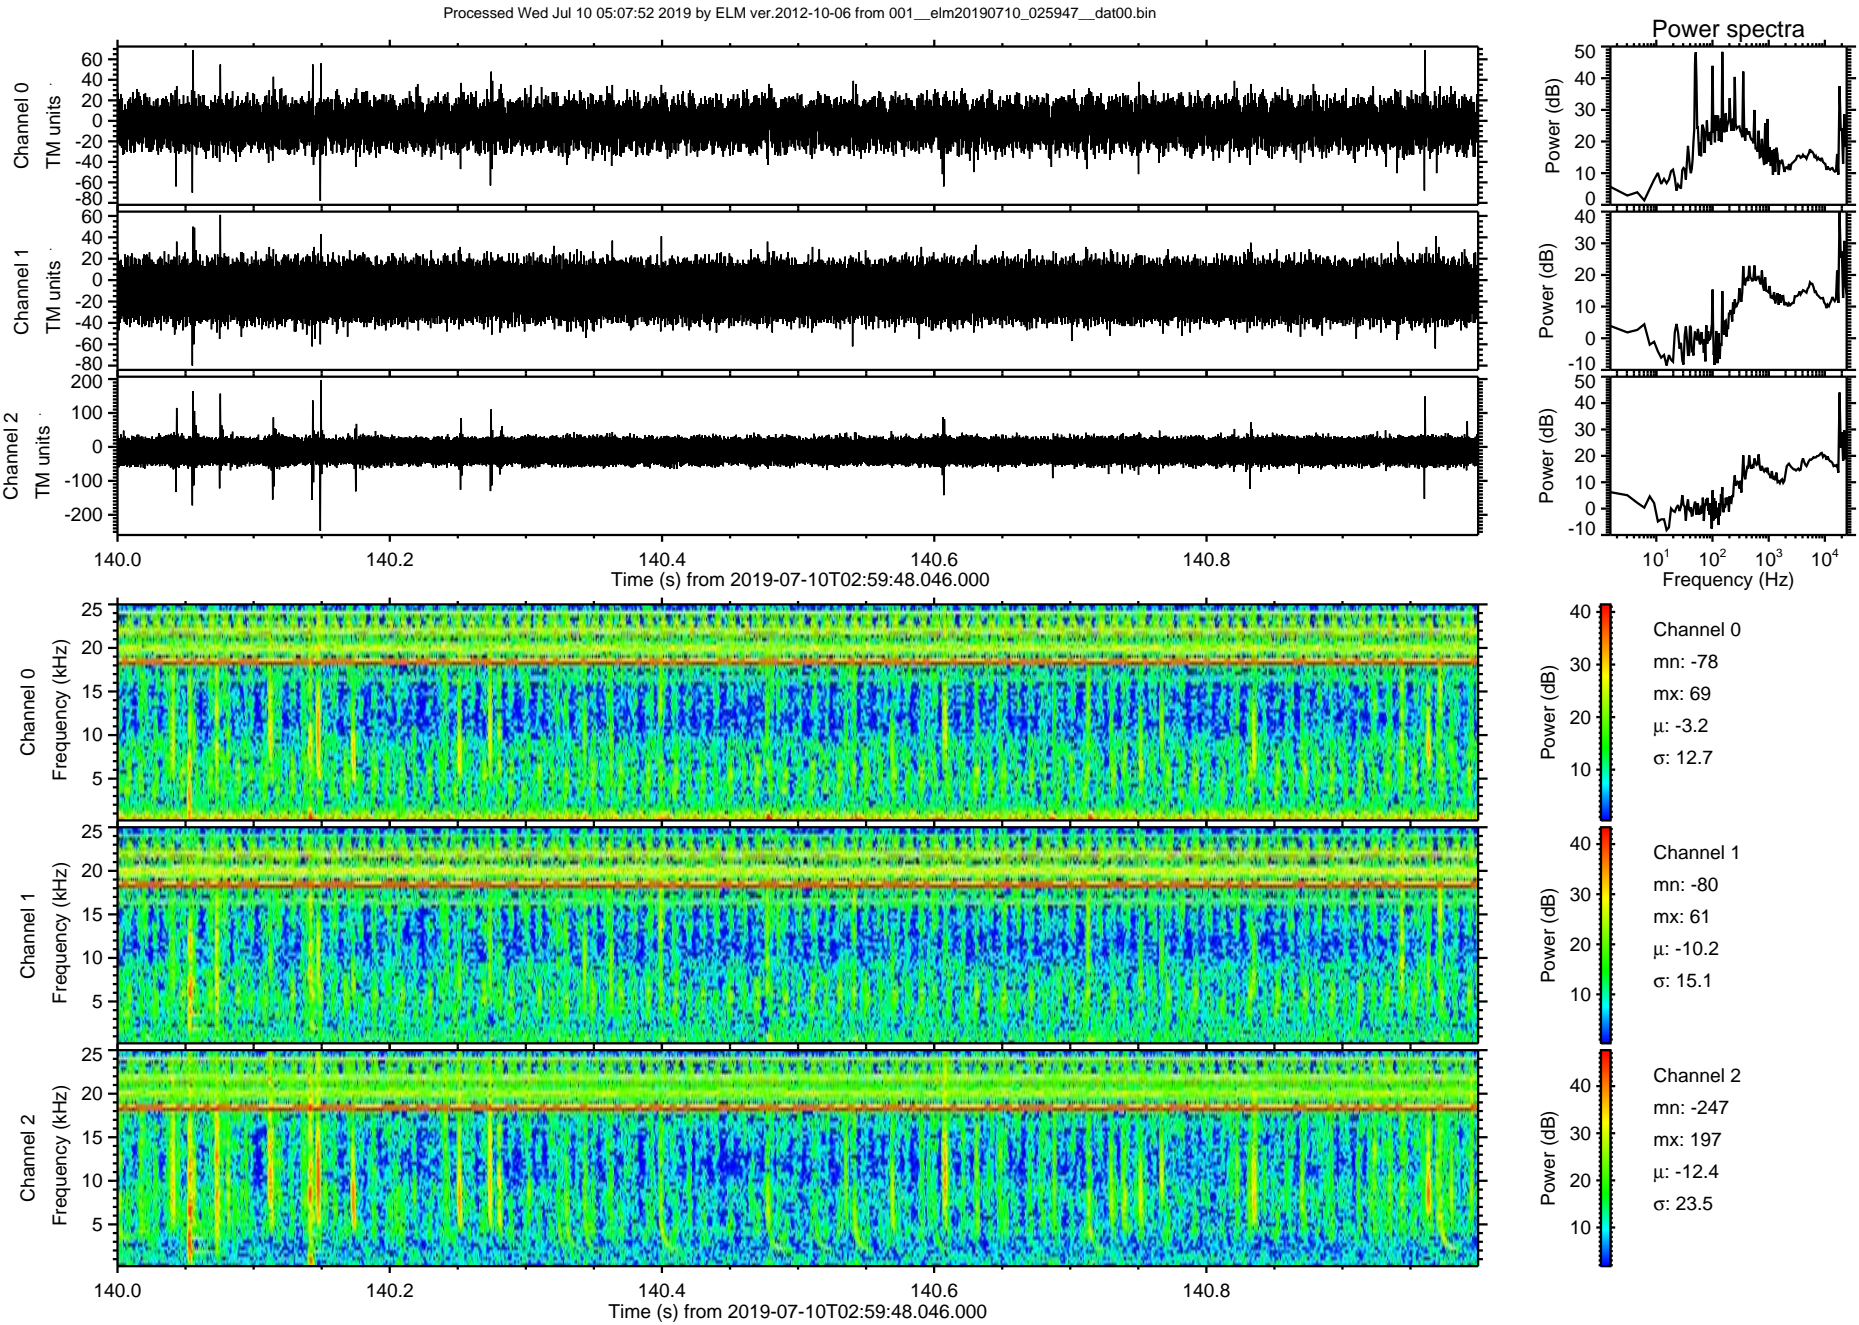 Processed Wed Jul 10 05:07:52 2019 by ELM ver.2012-10-06 from 001__elm20190710_025947__dat00.bin
Power spectra
Channel 0
TM units
60
40
20
0
-20
-40
-60
-80
Power (dB)
50
40
30
20
10
0
Channel 1
TM units
60
40
20
0
-20
-40
-60
-80
Power (dB)
40
30
20
10
0
-10
Channel 2
TM units
200
100
0
-100
-200
Power (dB)
50
40
30
20
10
0
-10
140.0 140.2 140.4 140.6 140.8
Time (s) from 2019-07-10T02:59:48.046.000
10¹ 10² 10³ 10⁴
Frequency (Hz)
Channel 0
Frequency (kHz)
25
20
15
10
5
Power (dB)
40
30
20
10
Channel 0
mn: -78
mx: 69
μ: -3.2
σ: 12.7
Channel 1
Frequency (kHz)
25
20
15
10
5
Power (dB)
40
30
20
10
Channel 1
mn: -80
mx: 61
μ: -10.2
σ: 15.1
Channel 2
Frequency (kHz)
25
20
15
10
5
Power (dB)
40
30
20
10
Channel 2
mn: -247
mx: 197
μ: -12.4
σ: 23.5
140.0 140.2 140.4 140.6 140.8
Time (s) from 2019-07-10T02:59:48.046.000